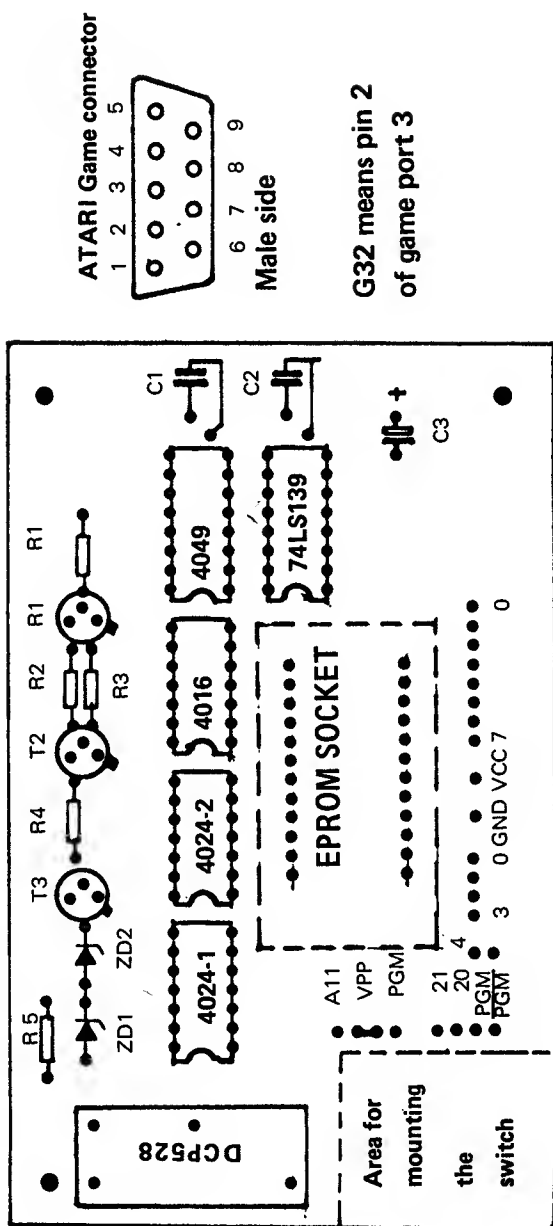 ATARI Game connector
1 2 3 4 5
6 7 8 9
Male side
G32 means pin 2
of game port 3
R5
T3
R4
T2
R2
R1
R1
ZD1
ZD2
R3
C1
DCP528
4024-1
4024-2
4016
4049
C2
74LS139
EPROM SOCKET
A11
VPP
PGM
C3
+
21
20
PGM
PGM
4
3
0 GND VCC 7
0
Area for
mounting
the
switch